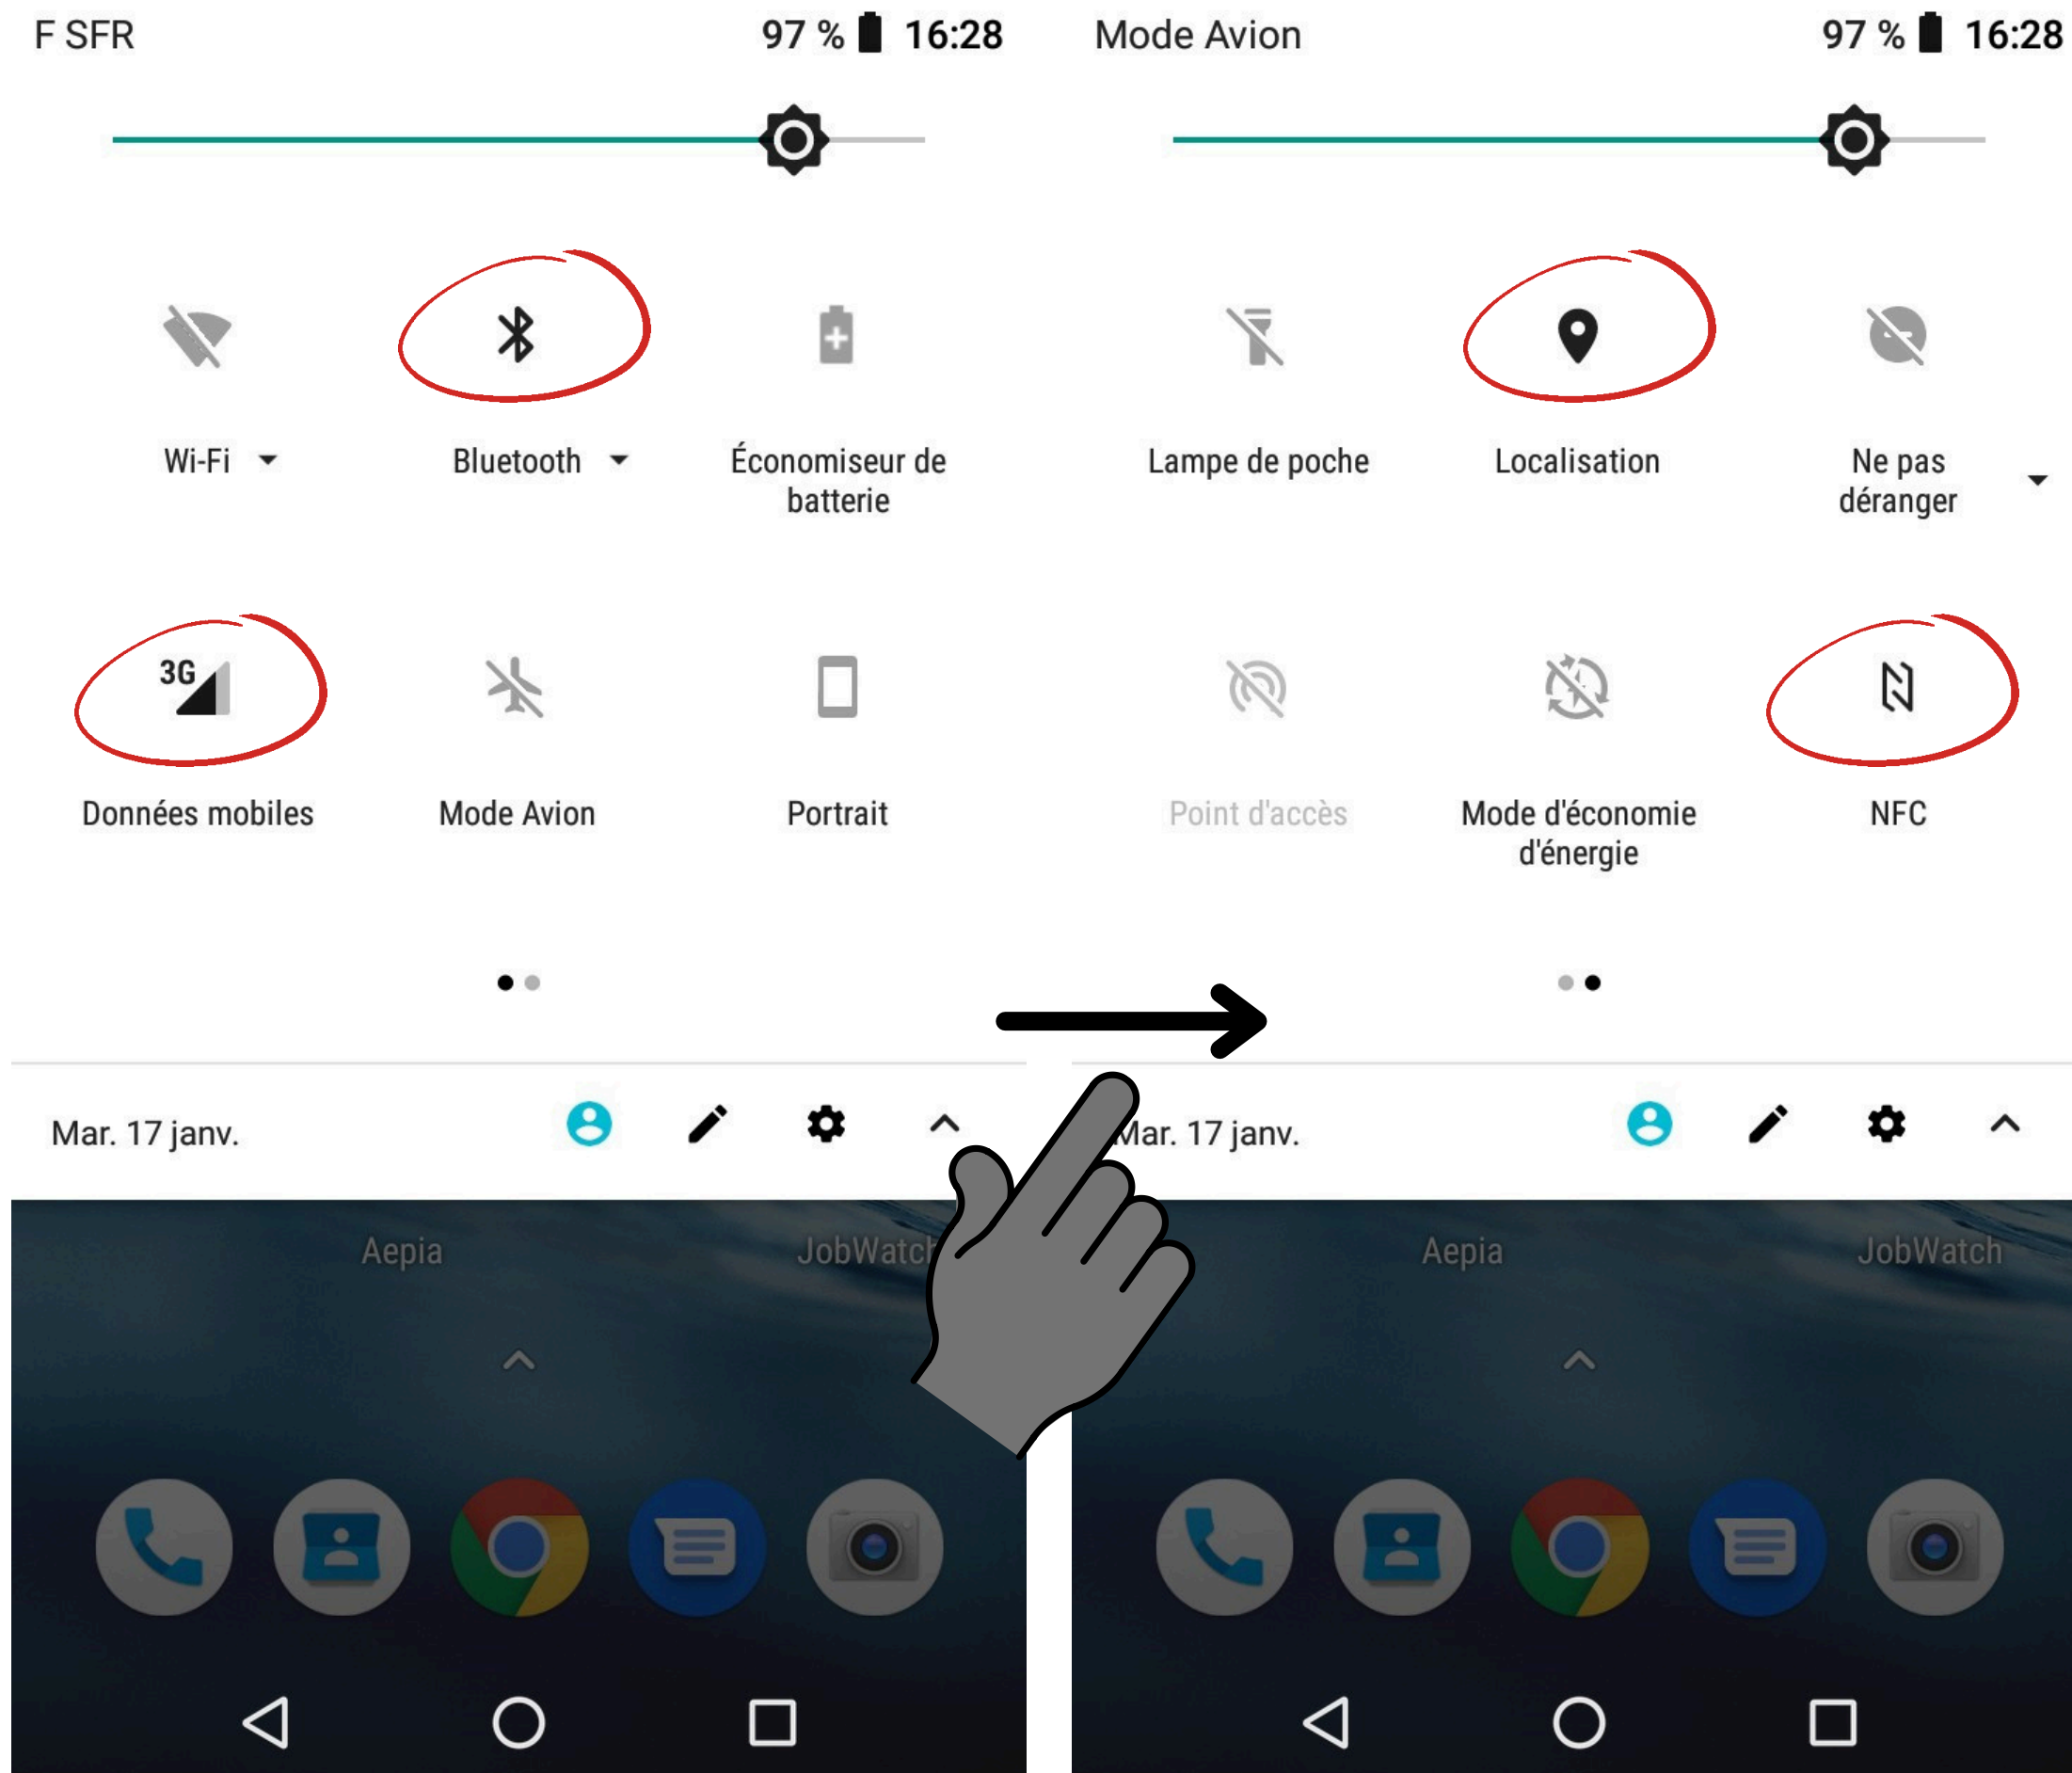 F SFR
97 % 16:28
Wi-Fi
Bluetooth
Économiseur de
batterie
3G
Données mobiles
Mode Avion
Portrait
Mar. 17 janv.
Aepia
JobWatch
Mode Avion
97 % 16:28
Lampe de poche
Localisation
Ne pas
déranger
Point d'accès
Mode d'économie
d'énergie
NFC
Mar. 17 janv.
Aepia
JobWatch